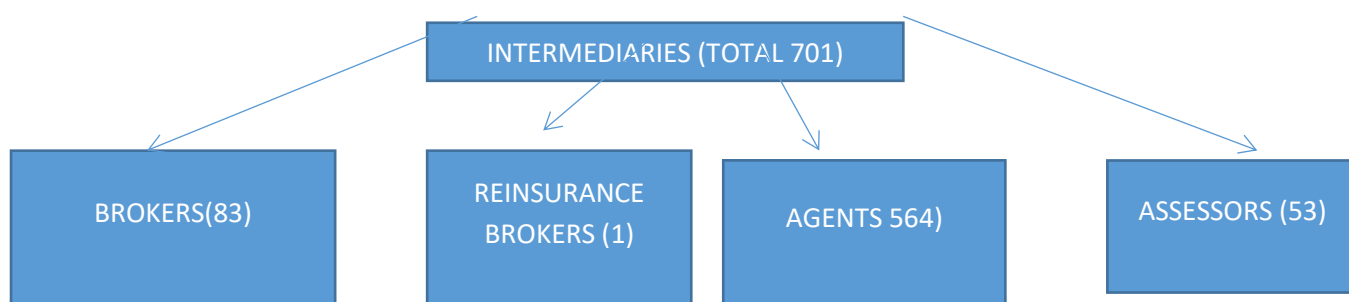 INTERMEDIARIES (TOTAL 701)
BROKERS(83)
REINSURANCE
BROKERS (1)
AGENTS 564)
ASSESSORS (53)